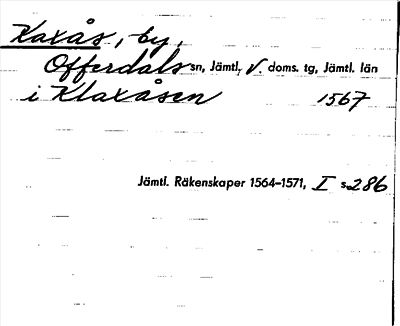 Kaxås, by,
Offerdals sn, Jämtl. V. doms. tg, Jämtl. län
i Klaxåsen 1567
Jämtl. Räkenskaper 1564-1571, I s. 286